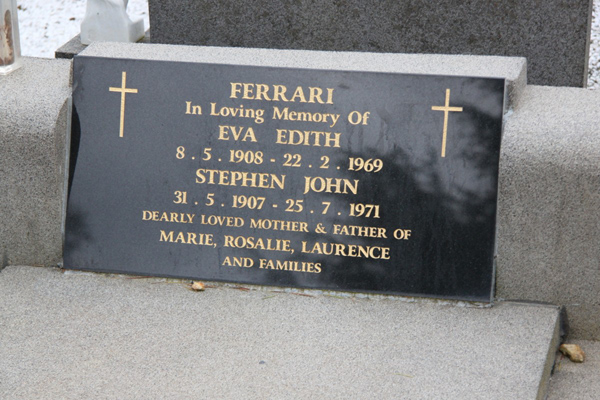 FERRARI
In Loving Memory Of
EVA EDITH
8 . 5 . 1908 - 22 . 2 . 1969
STEPHEN JOHN
31 . 5 . 1907 - 25 . 7 . 1971
DEARLY LOVED MOTHER & FATHER OF
MARIE, ROSALIE, LAURENCE
AND FAMILIES